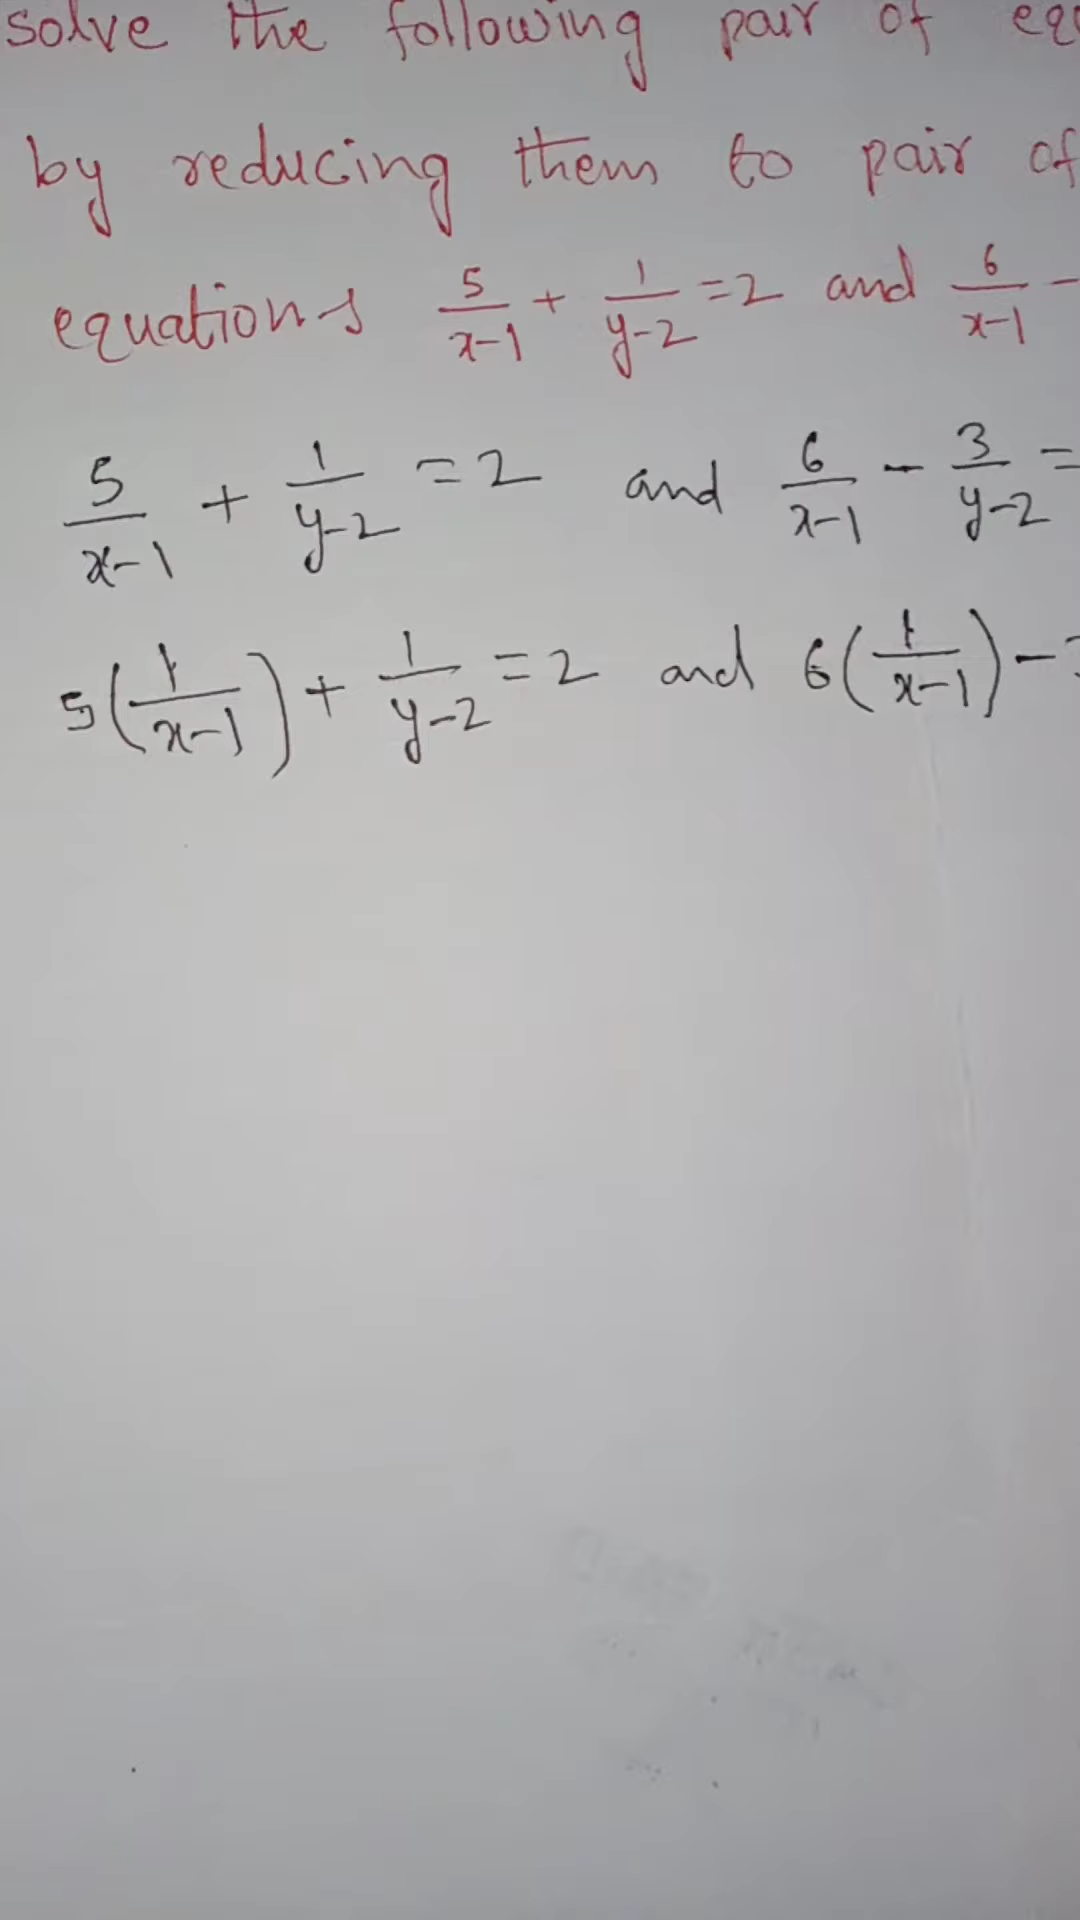 solve the following pair of
by reducing them to pair of
equations 5/x-1 + 1/y-2 = 2 and 6/x-1 -
5/x-1 + 1/y-2 = 2 and 6/x-1 - 3/y-2 =
5(1/x-1) + 1/y-2 = 2 and 6(1/x-1) -